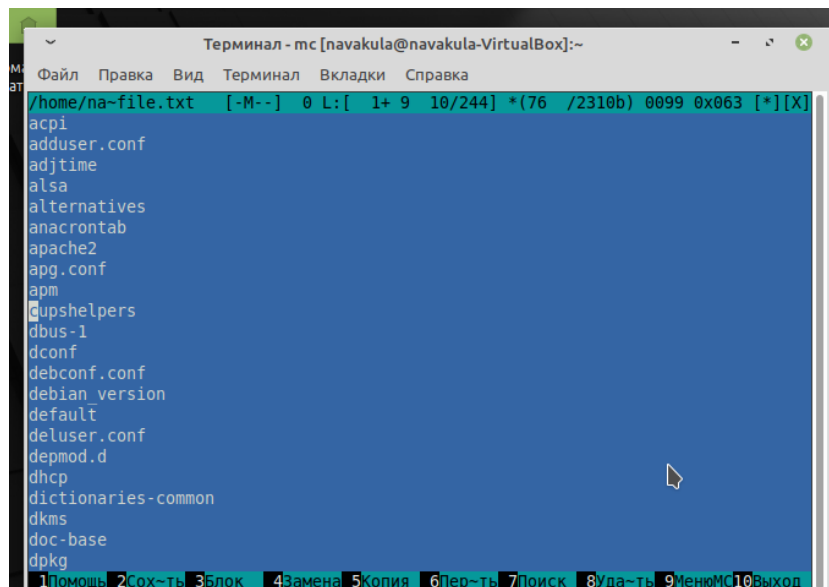 Терминал - mc [navakula@navakula-VirtualBox]:~
Файл Правка Вид Терминал Вкладки Справка
/home/na~file.txt [-M--] 0 L:[ 1+ 9 10/244] *(76 /2310b) 0099 0x063 [*][X]
acpi
adduser.conf
adjtime
alsa
alternatives
anacrontab
apache2
apg.conf
apm
cupshelpers
dbus-1
dconf
debconf.conf
debian_version
default
deluser.conf
depmod.d
dhcp
dictionaries-common
dkms
doc-base
dpkg
1Помощь 2Сох~ть 3Блок 4Замена 5Копия 6Пер~ть 7Поиск 8Уда~ть 9МенюMC 10Выход